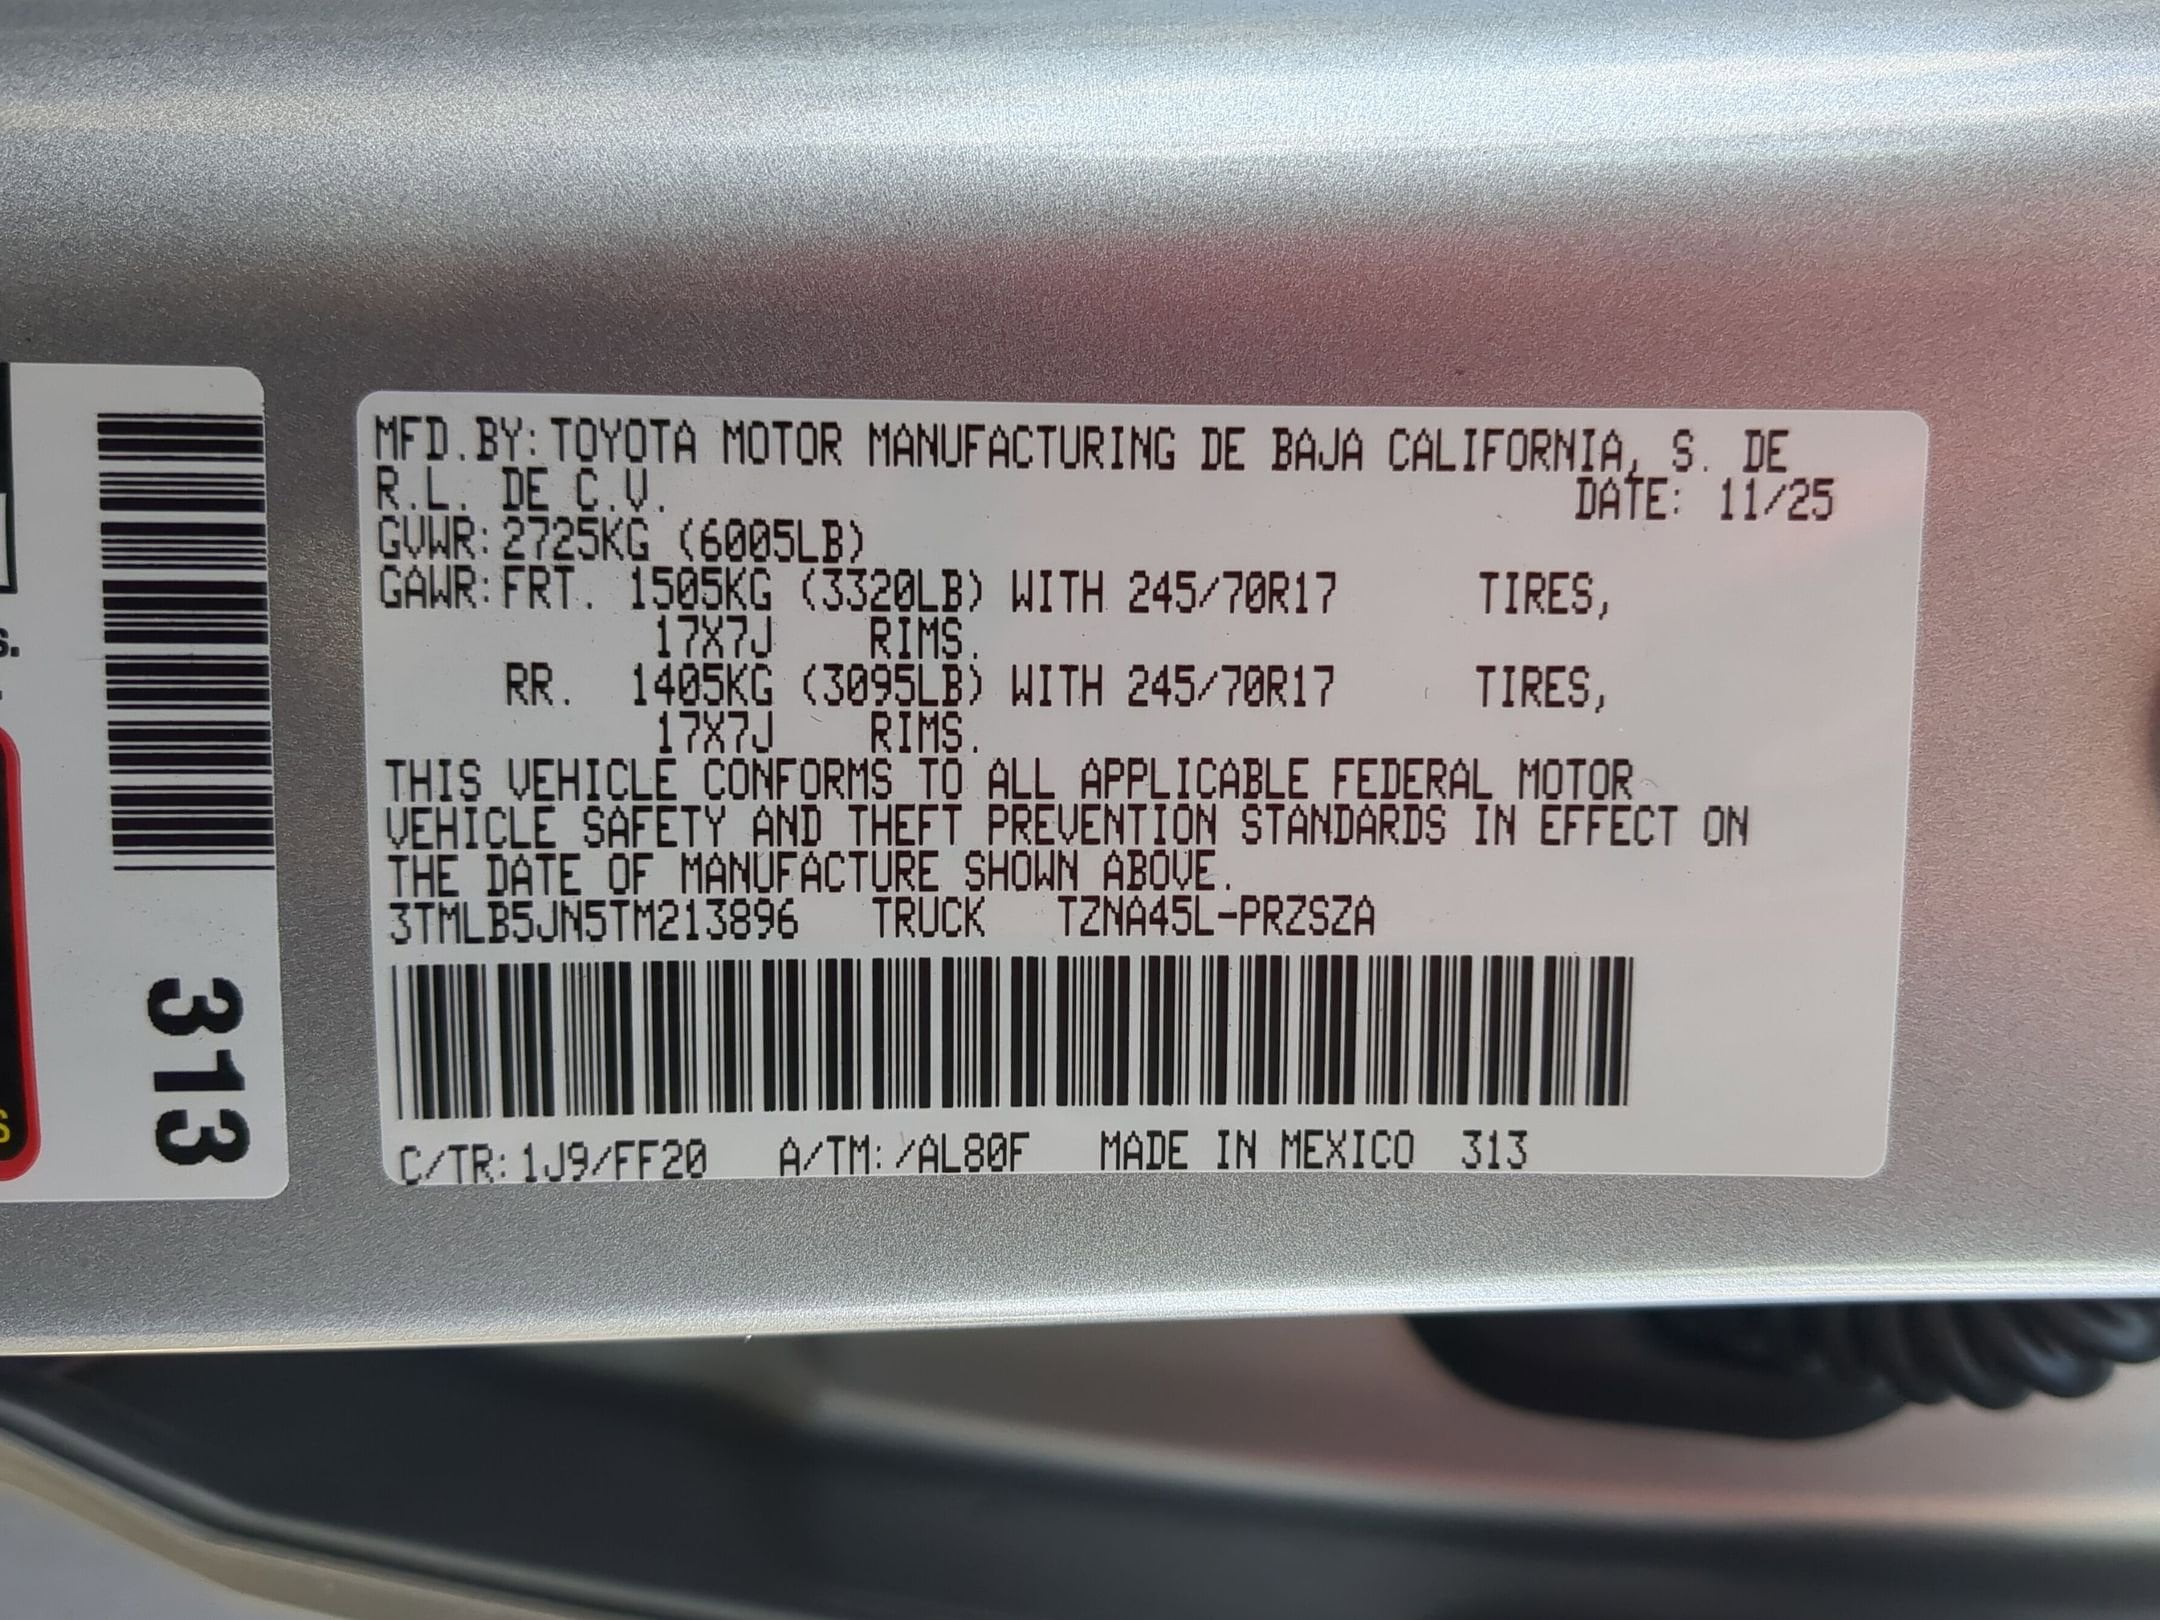 MFD.BY:TOYOTA MOTOR MANUFACTURING DE BAJA CALIFORNIA, S. DE
R.L. DE C.V. DATE: 11/25
GVWR:2725KG (6005LB)
GAWR:FRT. 1505KG (3320LB) WITH 245/70R17 TIRES,
17X7J RIMS.
RR. 1405KG (3095LB) WITH 245/70R17 TIRES,
17X7J RIMS.
THIS VEHICLE CONFORMS TO ALL APPLICABLE FEDERAL MOTOR
VEHICLE SAFETY AND THEFT PREVENTION STANDARDS IN EFFECT ON
THE DATE OF MANUFACTURE SHOWN ABOVE.
3TMLB5JN5TM213896 TRUCK TZNA45L-PRZSZA
C/TR:1J9/FF20 A/TM:/AL80F MADE IN MEXICO 313
313